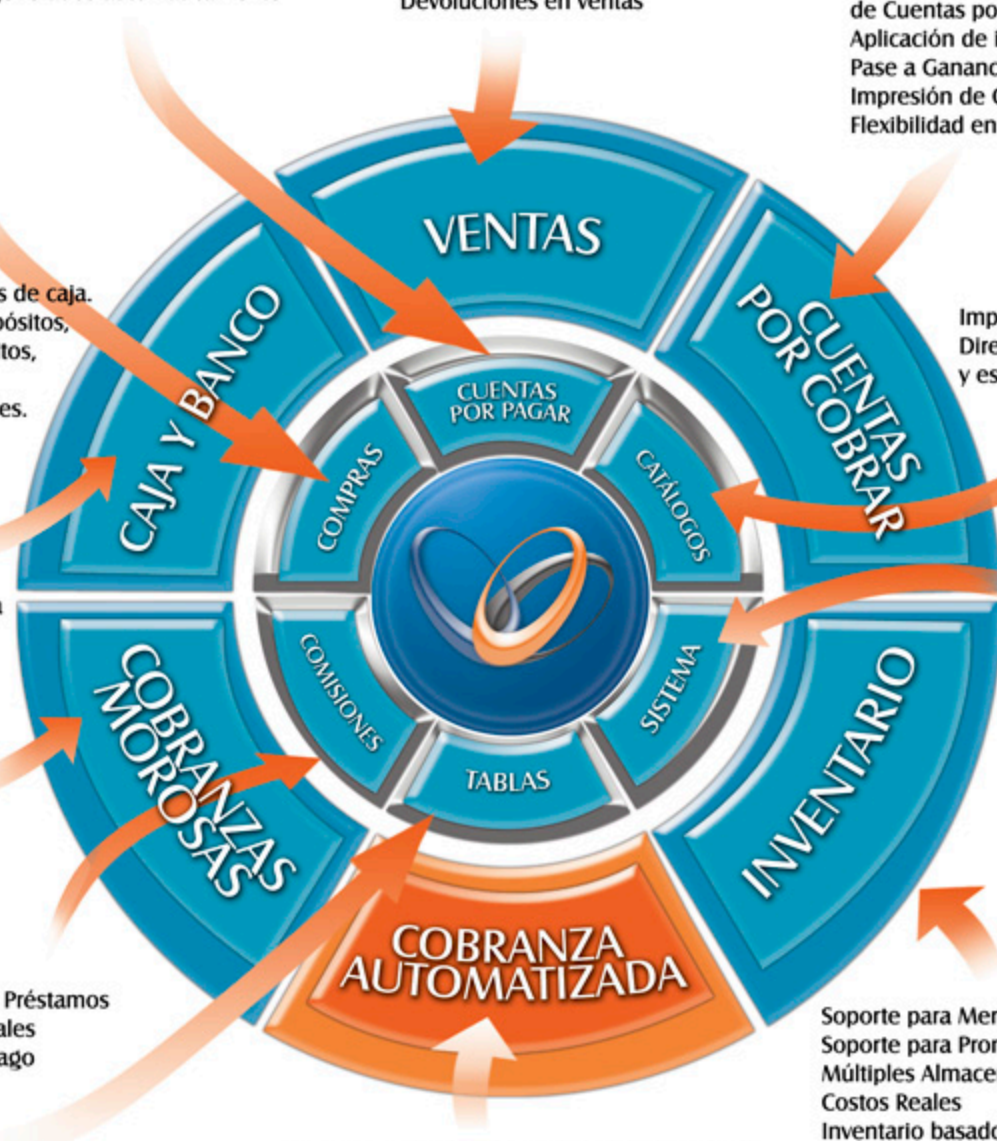 Devoluciones en ventas
de Cuentas po
Aplicación de
Pase a Gananc
Impresión de
Flexibilidad en
VENTAS
s de caja.
pósitos,
tos,
es.
CAJA Y BANCO
CUENTAS
POR COBRAR
Imp
Dire
y es
CUENTAS
POR PAGAR
COMPRAS
CATÁLOGOS
COMISIONES
SISTEMA
TABLAS
COBRANZAS
MOROSAS
INVENTARIO
COBRANZA
AUTOMATIZADA
Préstamos
ales
ago
Soporte para Mer
Soporte para Pro
Múltiples Almace
Costos Reales
Inventario basado